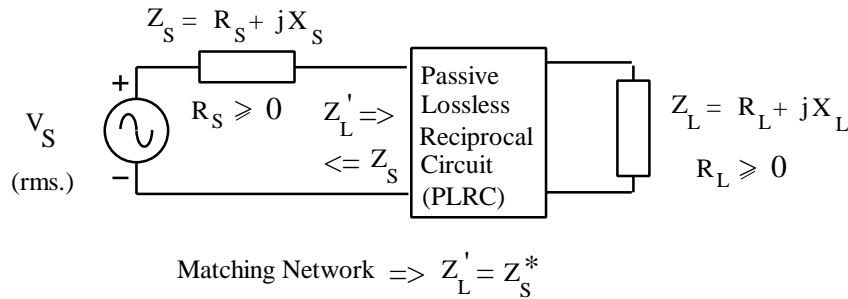 Z_S = R_S + jX_S
+
R_S ⩾ 0
V_S
(rms.)
−
Z_L' =>
<= Z_S
Passive
Lossless
Reciprocal
Circuit
(PLRC)
Z_L = R_L + jX_L
R_L ⩾ 0
Matching Network => Z_L' = Z_S*